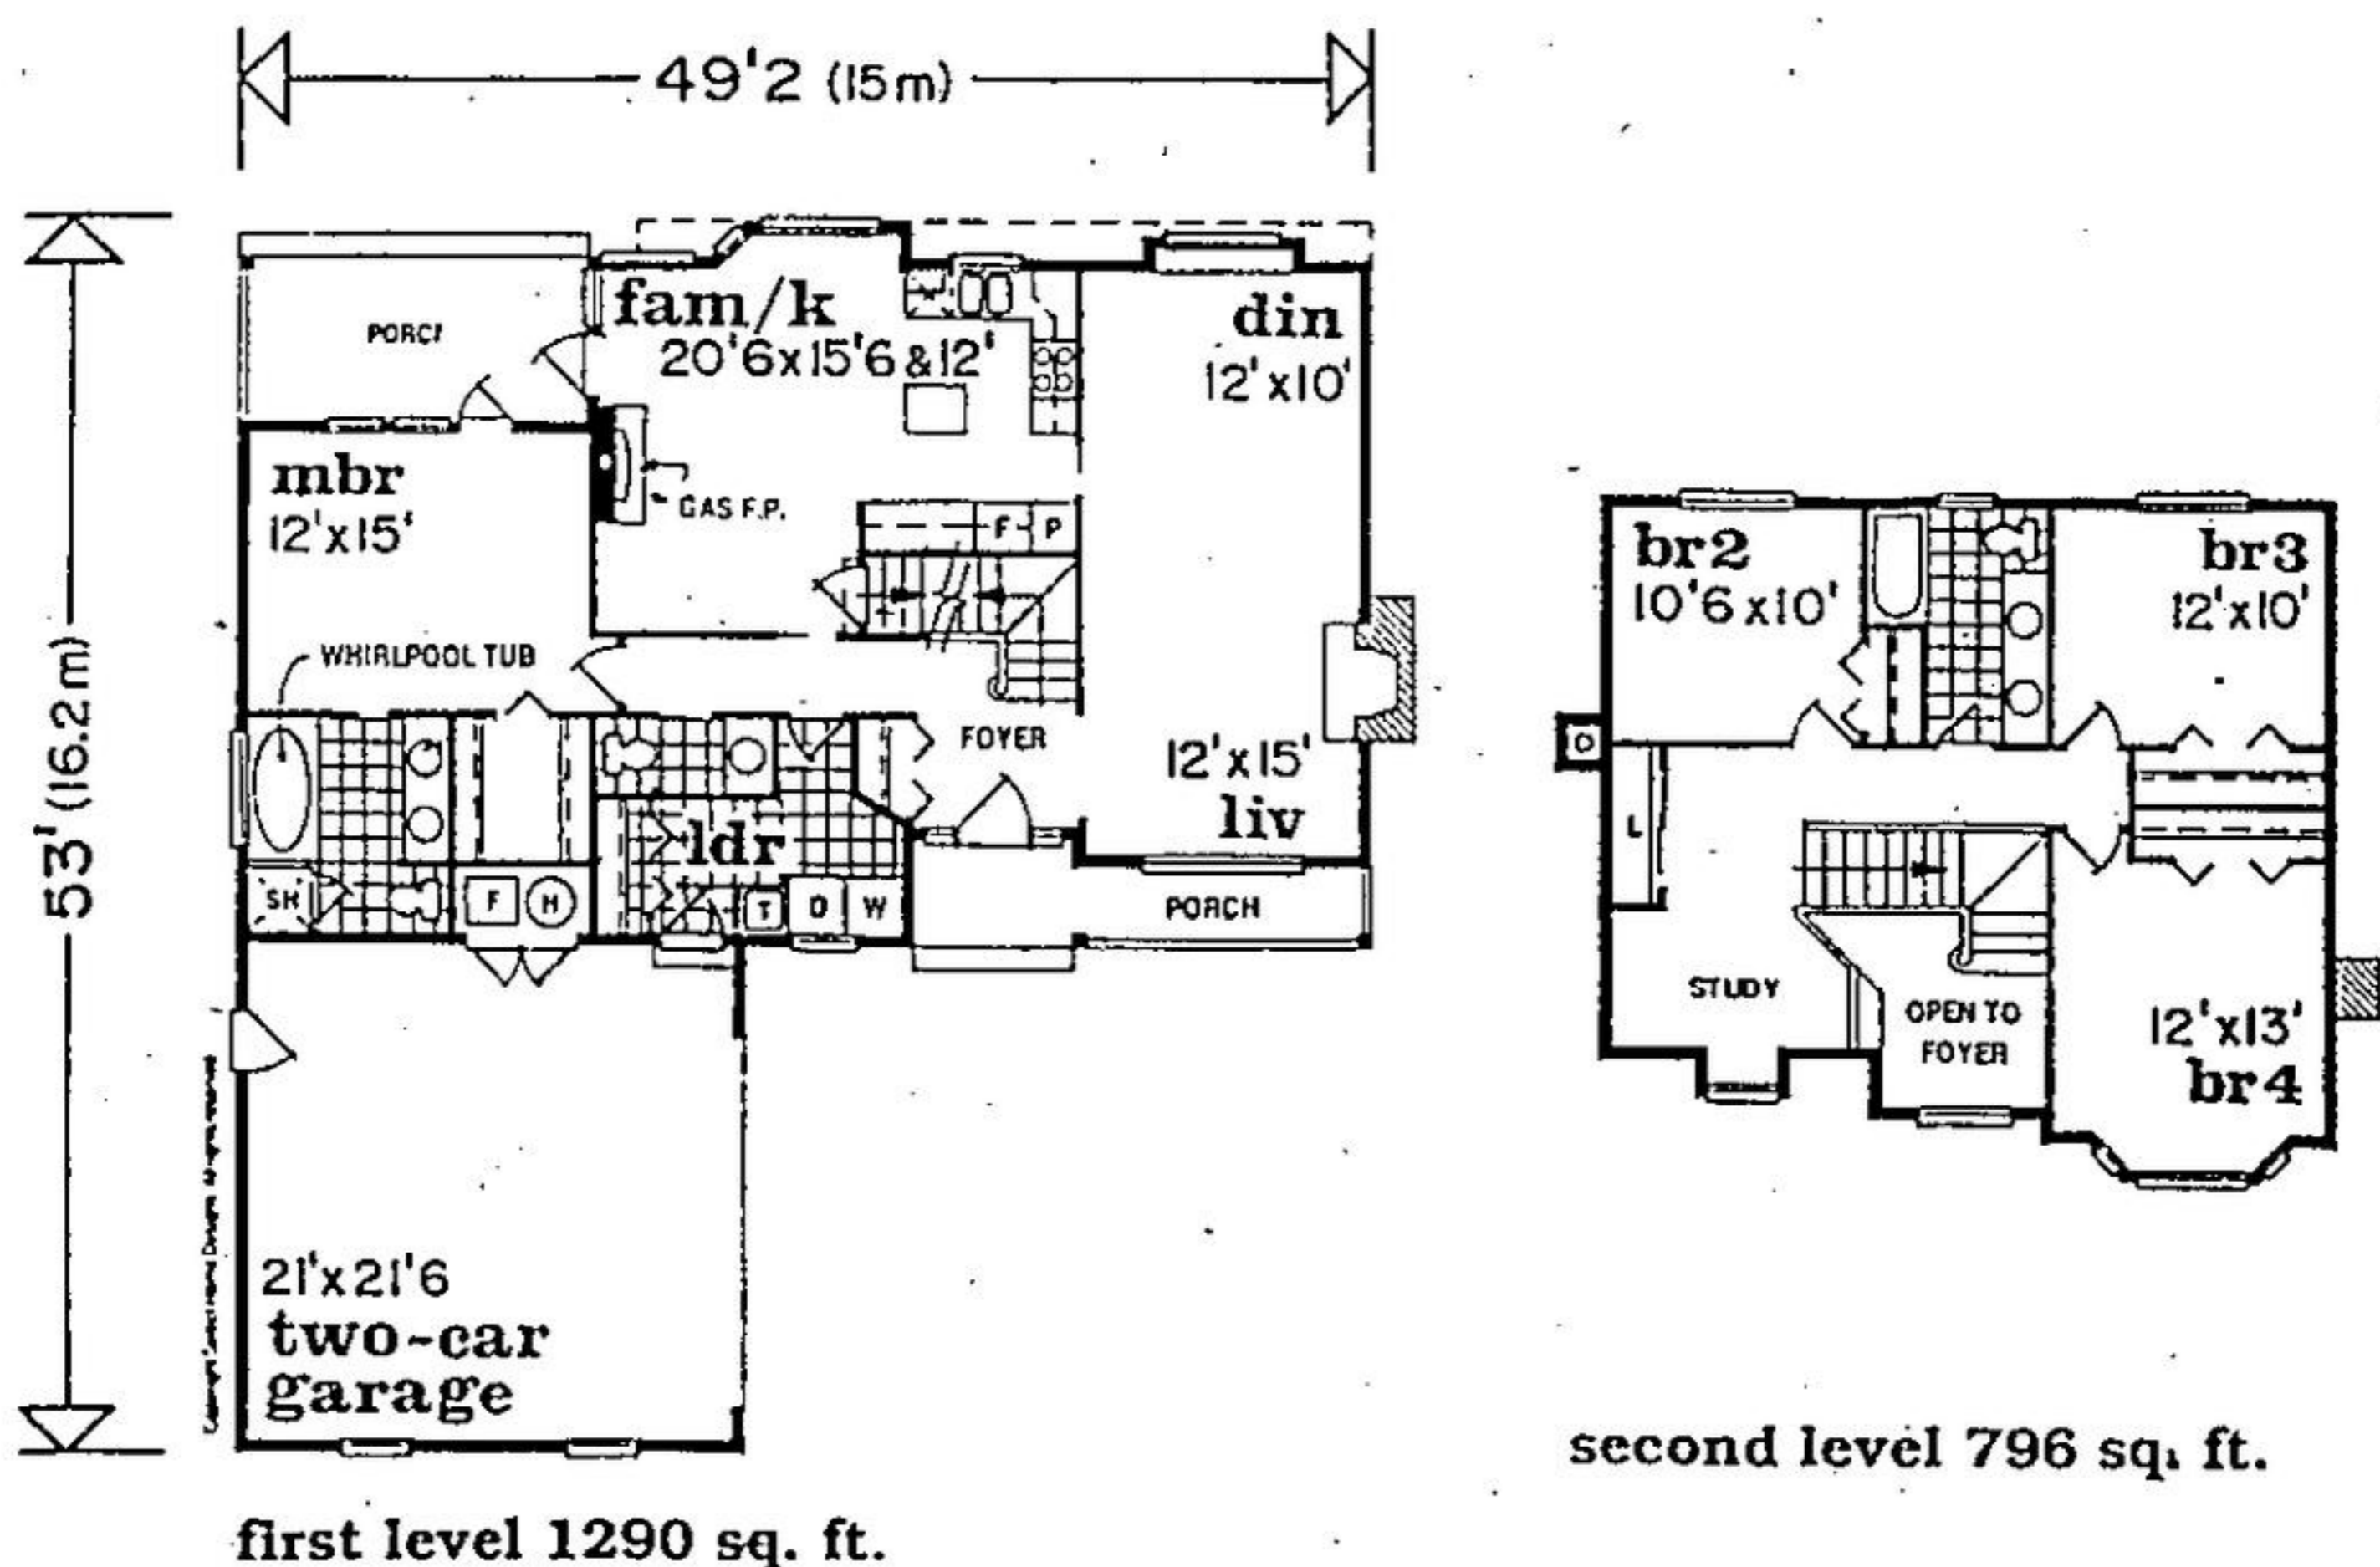 49'2 (15m)
53' (16.2m)
fam/k
20'6x15'6 & 12'
din
12'x10'
mbr
12'x15'
GAS F.P.
F
P
WHIRLPOOL TUB
FOYER
12'x15'
liv
ldr
SH
F
H
T
D
W
PORCH
21'x21'6
two-car
garage
first level 1290 sq. ft.
br2
10'6x10'
br3
12'x10'
L
STUDY
OPEN TO
FOYER
12'x13'
br4
second level 796 sq. ft.